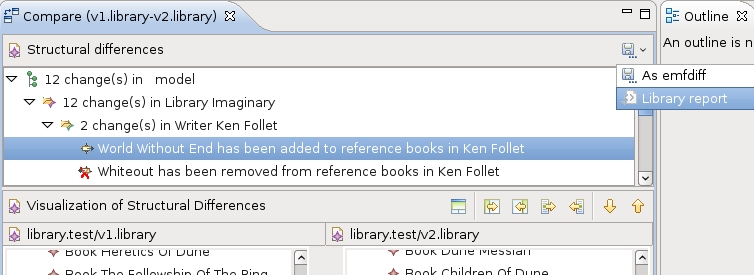 Compare (v1.library-v2.library)
Outline
Structural differences
An outline is n
As emfdiff
Library report
12 change(s) in model
12 change(s) in Library Imaginary
2 change(s) in Writer Ken Follet
World Without End has been added to reference books in Ken Follet
Whiteout has been removed from reference books in Ken Follet
Visualization of Structural Differences
library.test/v1.library
library.test/v2.library
Book Heretics Of Dune
Book Dune Messiah
Book The Fellowship Of The Ring
Book Children Of Dune